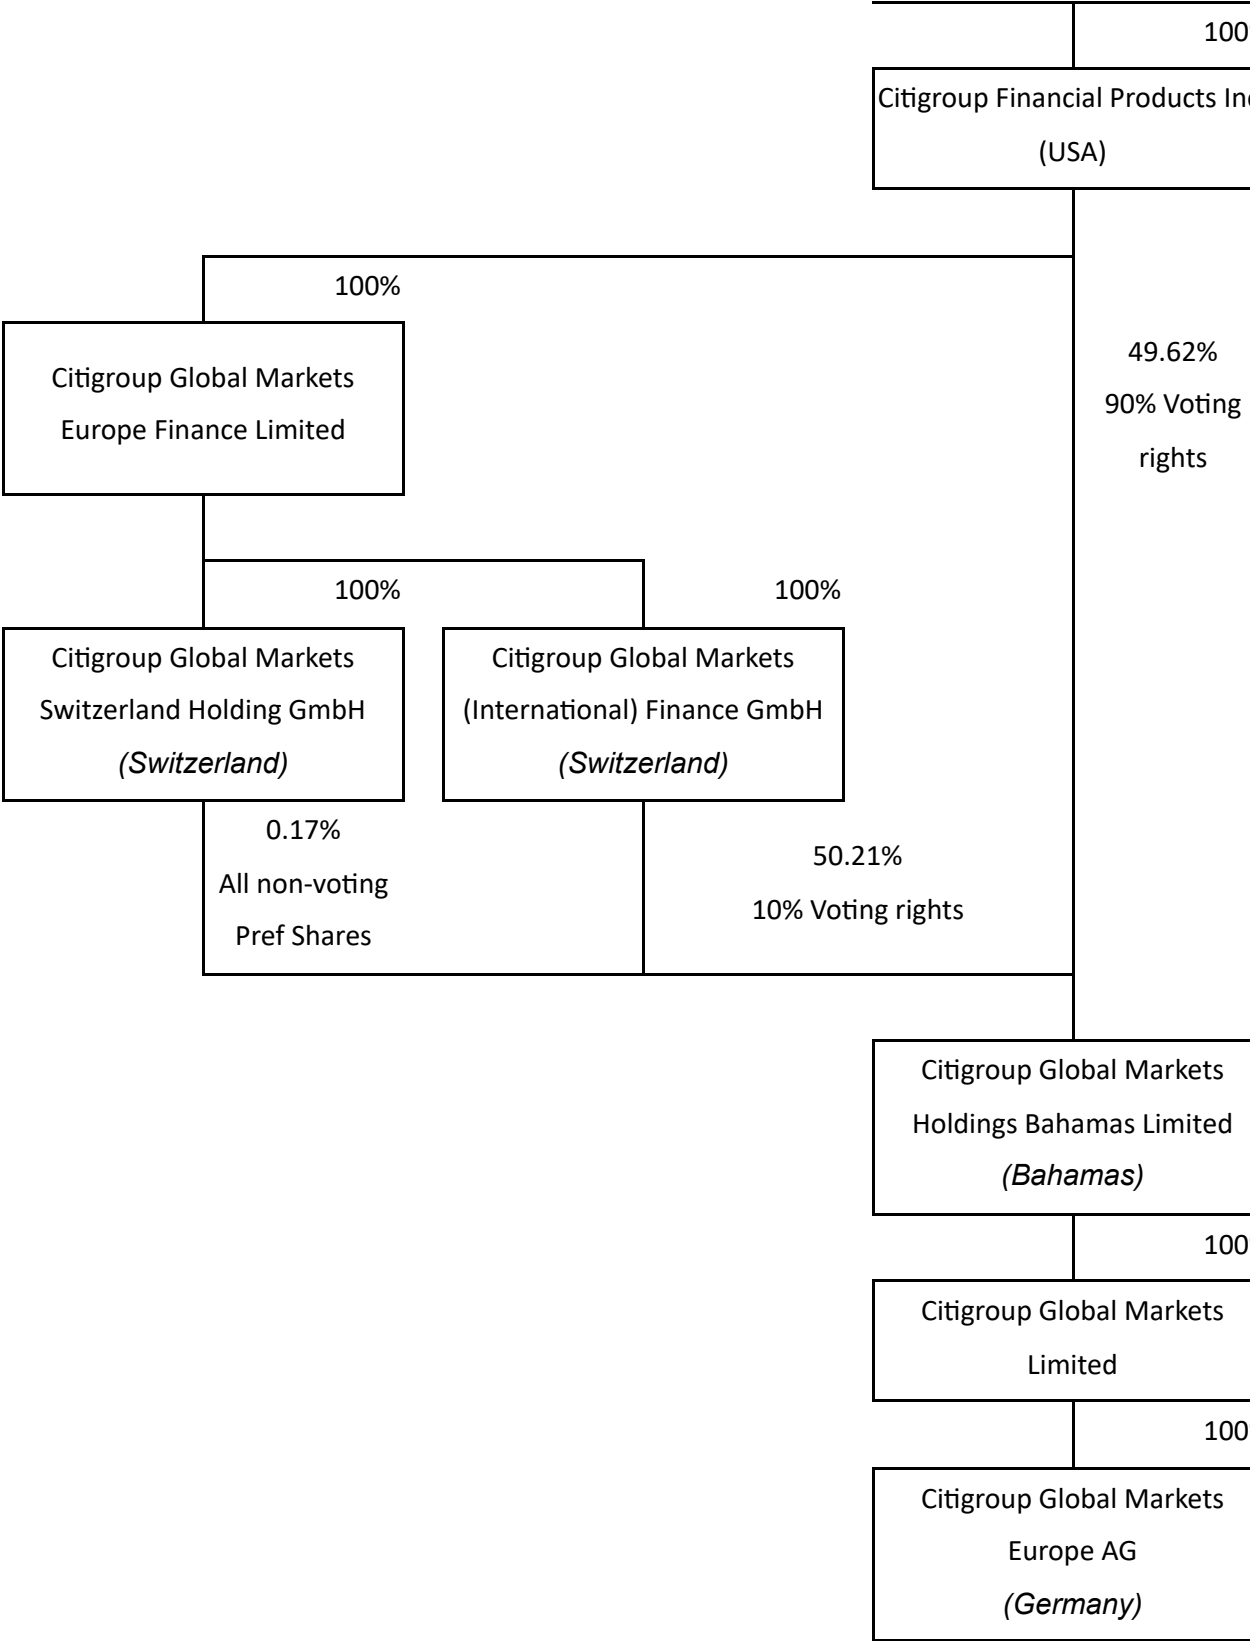 100
Citigroup Financial Products Inc
(USA)
100%
Citigroup Global Markets
Europe Finance Limited
49.62%
90% Voting
rights
100%
100%
Citigroup Global Markets
Switzerland Holding GmbH
(Switzerland)
Citigroup Global Markets
(International) Finance GmbH
(Switzerland)
0.17%
All non-voting
Pref Shares
50.21%
10% Voting rights
Citigroup Global Markets
Holdings Bahamas Limited
(Bahamas)
100
Citigroup Global Markets
Limited
100
Citigroup Global Markets
Europe AG
(Germany)